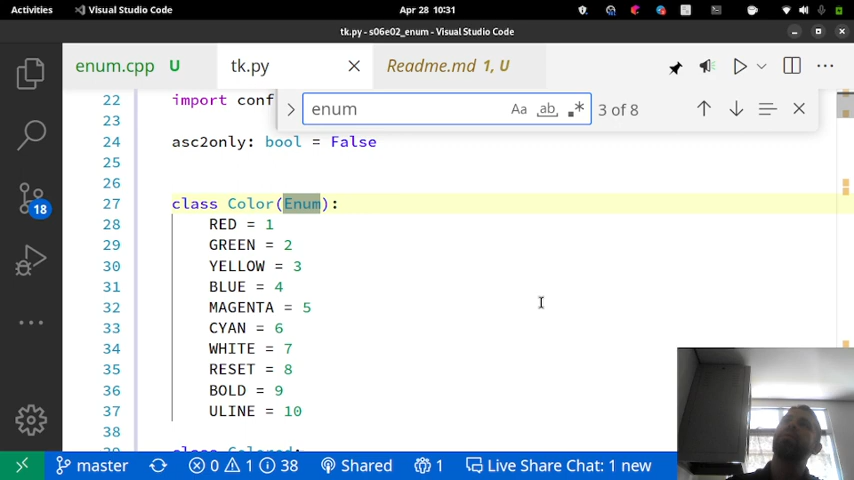 Activities
Visual Studio Code
Apr 28 10:31
tk.py - s06e02_enum - Visual Studio Code
enum.cpp U
tk.py
Readme.md 1, U
enum
Aa
ab
3 of 8
22 import conf
23
24 asc2only: bool = False
25
26
27 class Color(Enum):
28 RED = 1
29 GREEN = 2
30 YELLOW = 3
31 BLUE = 4
32 MAGENTA = 5
33 CYAN = 6
34 WHITE = 7
35 RESET = 8
36 BOLD = 9
37 ULINE = 10
38
class Colored:
18
master
0 1 38
Shared
1
Live Share Chat: 1 new